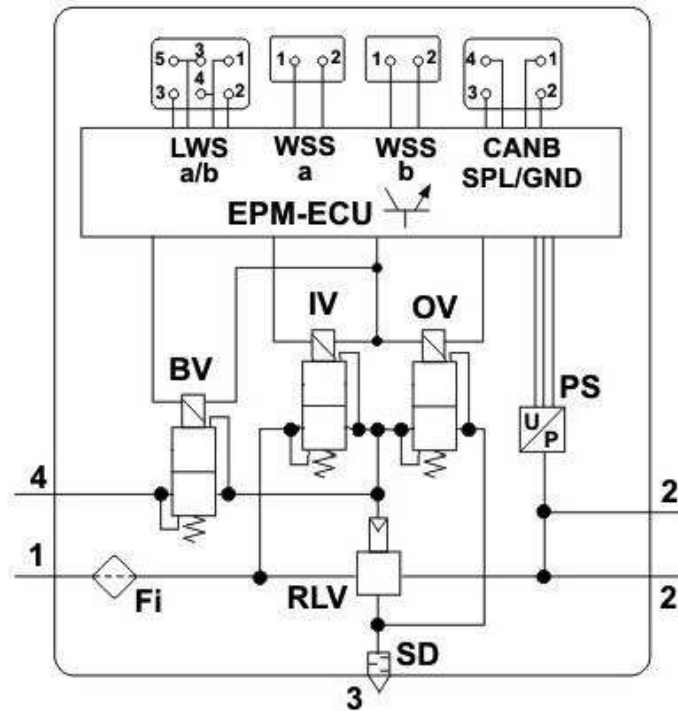 5 3 1
3 4 2
1 2
1 2
4 1
3 2
LWS
a/b
WSS
a
WSS
b
CANB
SPL/GND
EPM-ECU
IV
OV
BV
PS
U
P
4
2
1
Fi
RLV
2
SD
3